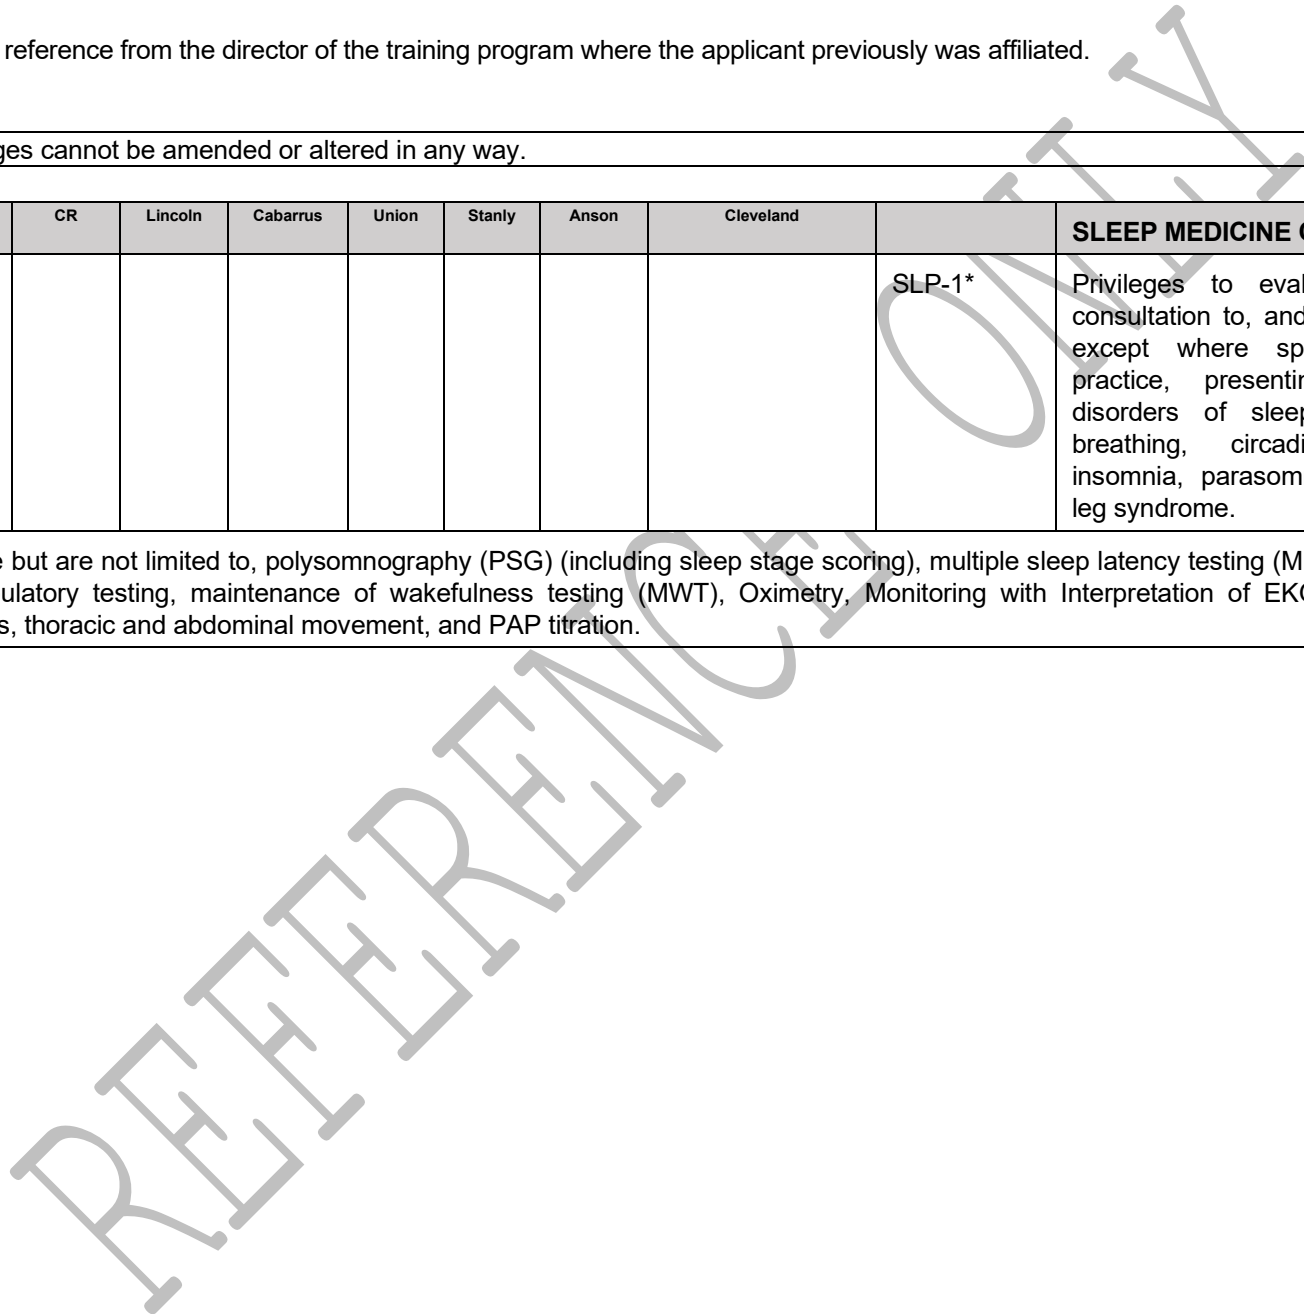 reference from the director of the training program where the applicant previously was affiliated.
ges cannot be amended or altered in any way.
CR Lincoln Cabarrus Union Stanly Anson Cleveland SLEEP MEDICINE
SLP-1* Privileges to eval
consultation to, and
except where sp
practice, presentin
disorders of sleep
breathing, circadi
insomnia, parasom
leg syndrome.
e but are not limited to, polysomnography (PSG) (including sleep stage scoring), multiple sleep latency testing (M
ulatory testing, maintenance of wakefulness testing (MWT), Oximetry, Monitoring with Interpretation of EK
s, thoracic and abdominal movement, and PAP titration.
REFERENCE ONLY